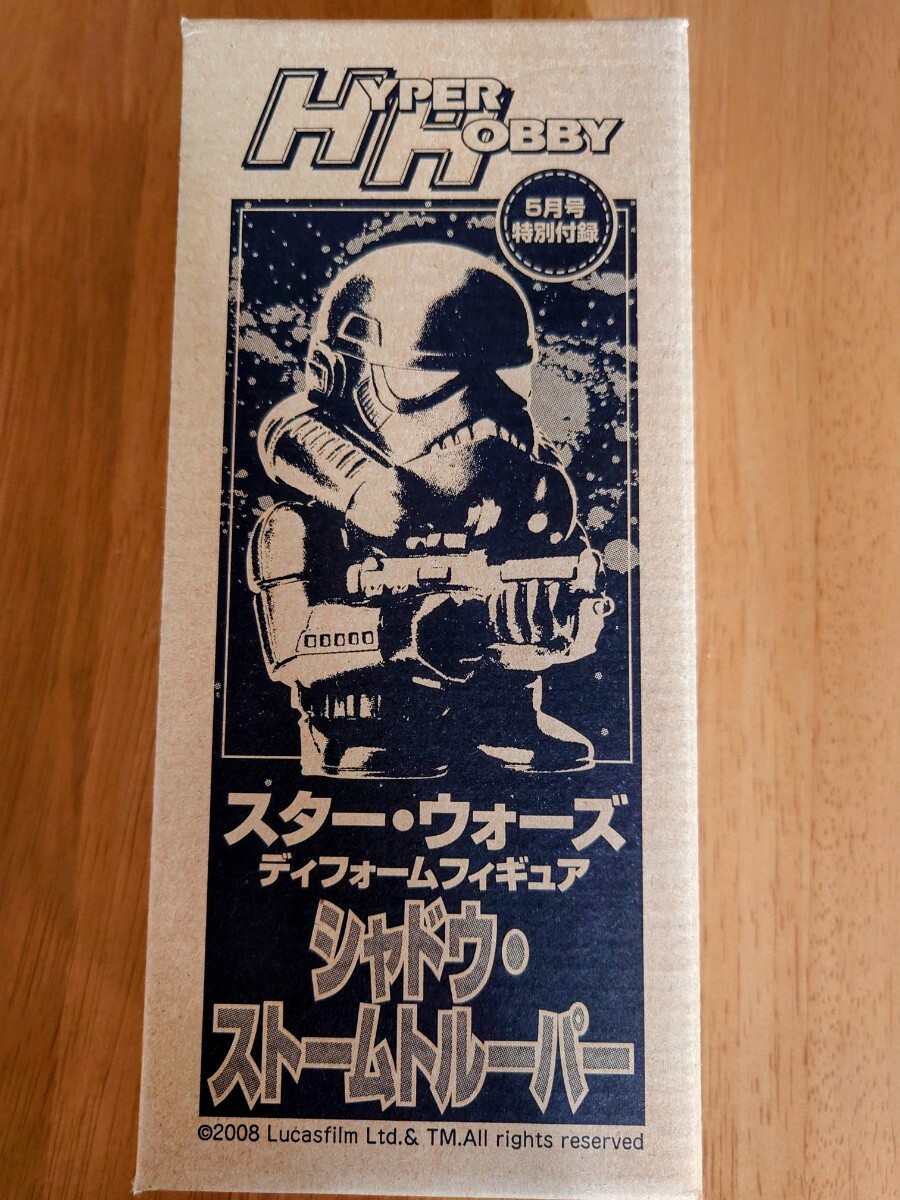 HYPER
HOBBY
5月号
特別付録
スター・ウォーズ
ディフォームフィギュア
シャドウ・
ストームトルーパー
©2008 Lucasfilm Ltd.& TM.All rights reserved